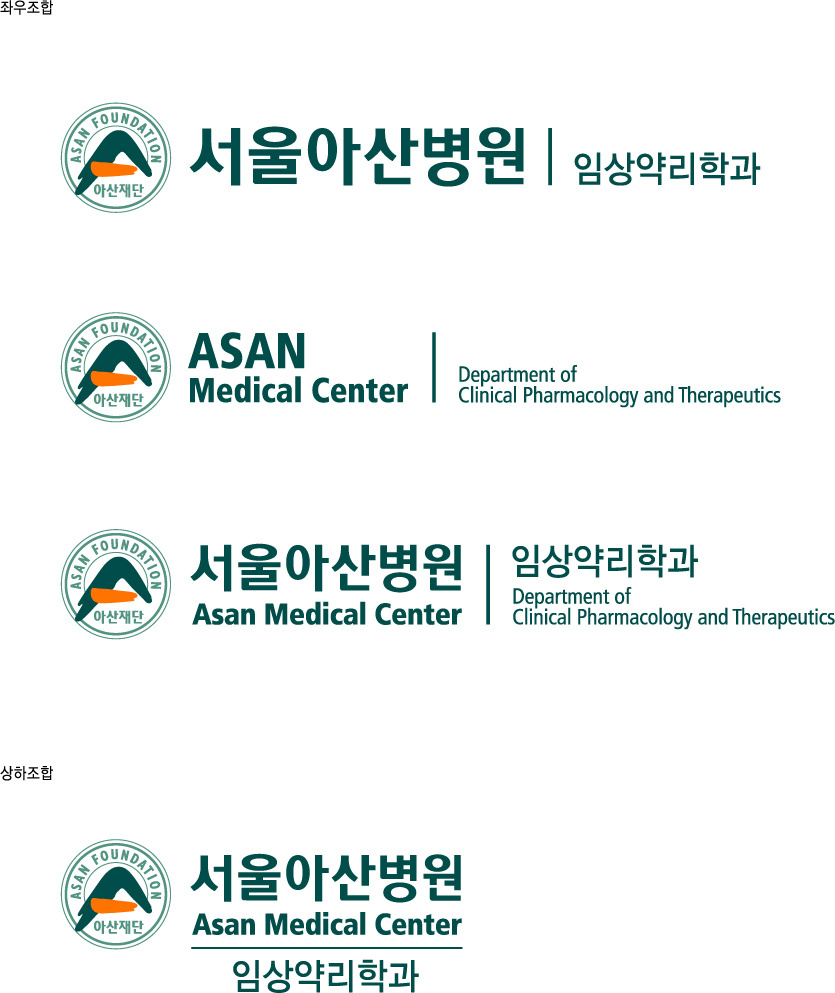 좌우조합
ASAN FOUNDATION
아산재단
서울아산병원
임상약리학과
ASAN FOUNDATION
아산재단
ASAN
Medical Center
Department of
Clinical Pharmacology and Therapeutics
ASAN FOUNDATION
아산재단
서울아산병원
Asan Medical Center
임상약리학과
Department of
Clinical Pharmacology and Therapeutics
상하조합
ASAN FOUNDATION
아산재단
서울아산병원
Asan Medical Center
임상약리학과